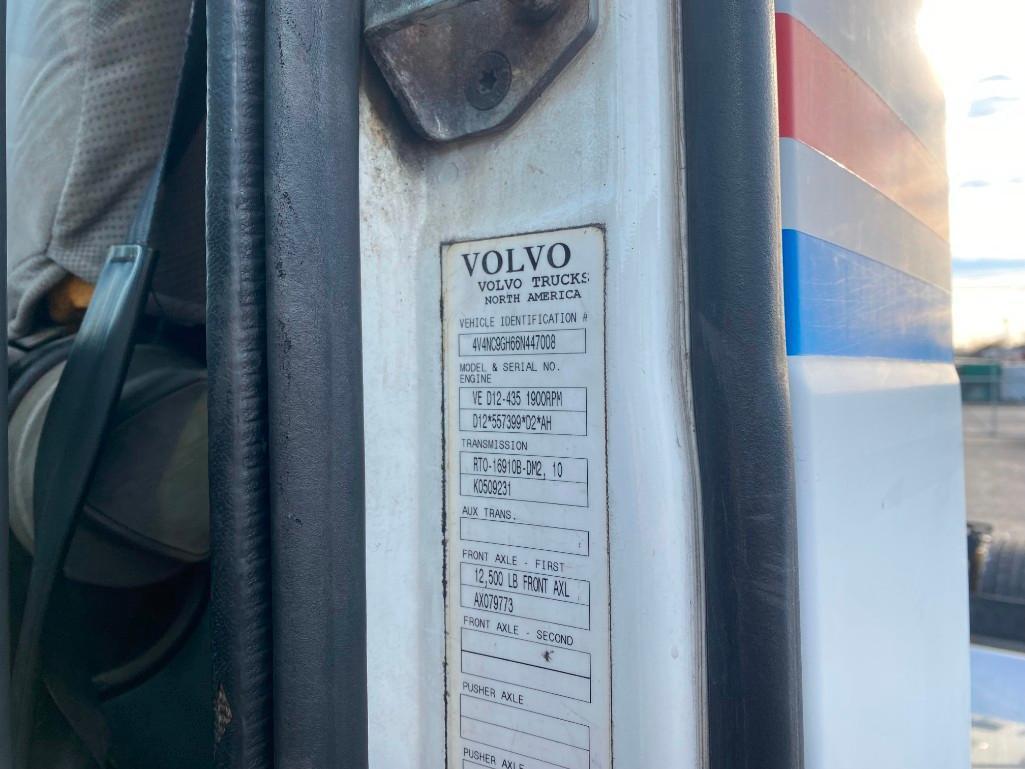 VOLVO
VOLVO TRUCKS
NORTH AMERICA
VEHICLE IDENTIFICATION #
4V4NC9GH66N447008
MODEL & SERIAL NO.
ENGINE
VE D12-435 1900RPM
D12*557399*D2*AH
TRANSMISSION
RTO-16910B-DM2, 10
K0509231
AUX TRANS.
FRONT AXLE - FIRST
12,500 LB FRONT AXL
AX079773
FRONT AXLE - SECOND
PUSHER AXLE
PUSHER AXLE